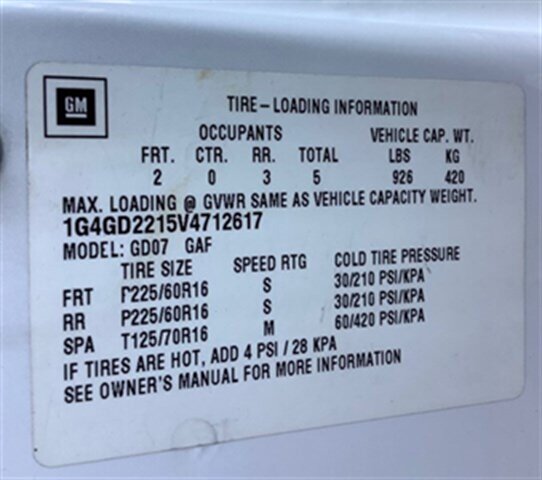 GM
TIRE-LOADING INFORMATION
OCCUPANTS VEHICLE CAP. WT.
FRT. CTR. RR. TOTAL LBS KG
2 0 3 5 926 420
MAX. LOADING @ GVWR SAME AS VEHICLE CAPACITY WEIGHT.
1G4GD2215V4712617
MODEL: GD07 GAF
TIRE SIZE SPEED RTG COLD TIRE PRESSURE
FRT P225/60R16 S 30/210 PSI/KPA
RR P225/60R16 S 30/210 PSI/KPA
SPA T125/70R16 M 60/420 PSI/KPA
IF TIRES ARE HOT, ADD 4 PSI / 28 KPA
SEE OWNER'S MANUAL FOR MORE INFORMATION